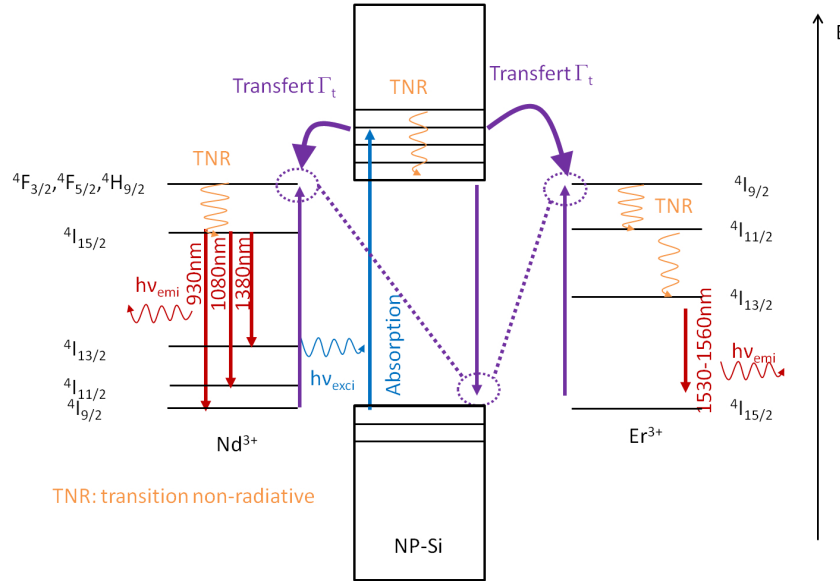 E
Transfert Γt
TNR
Transfert Γt
TNR
4F3/2,4F5/2,4H9/2
4I15/2
930nm
1080nm
1380nm
hνemi
4I13/2
hνexci
4I11/2
4I9/2
Nd3+
Absorption
4I9/2
TNR
4I11/2
4I13/2
1530-1560nm
hνemi
4I15/2
Er3+
TNR: transition non-radiative
NP-Si